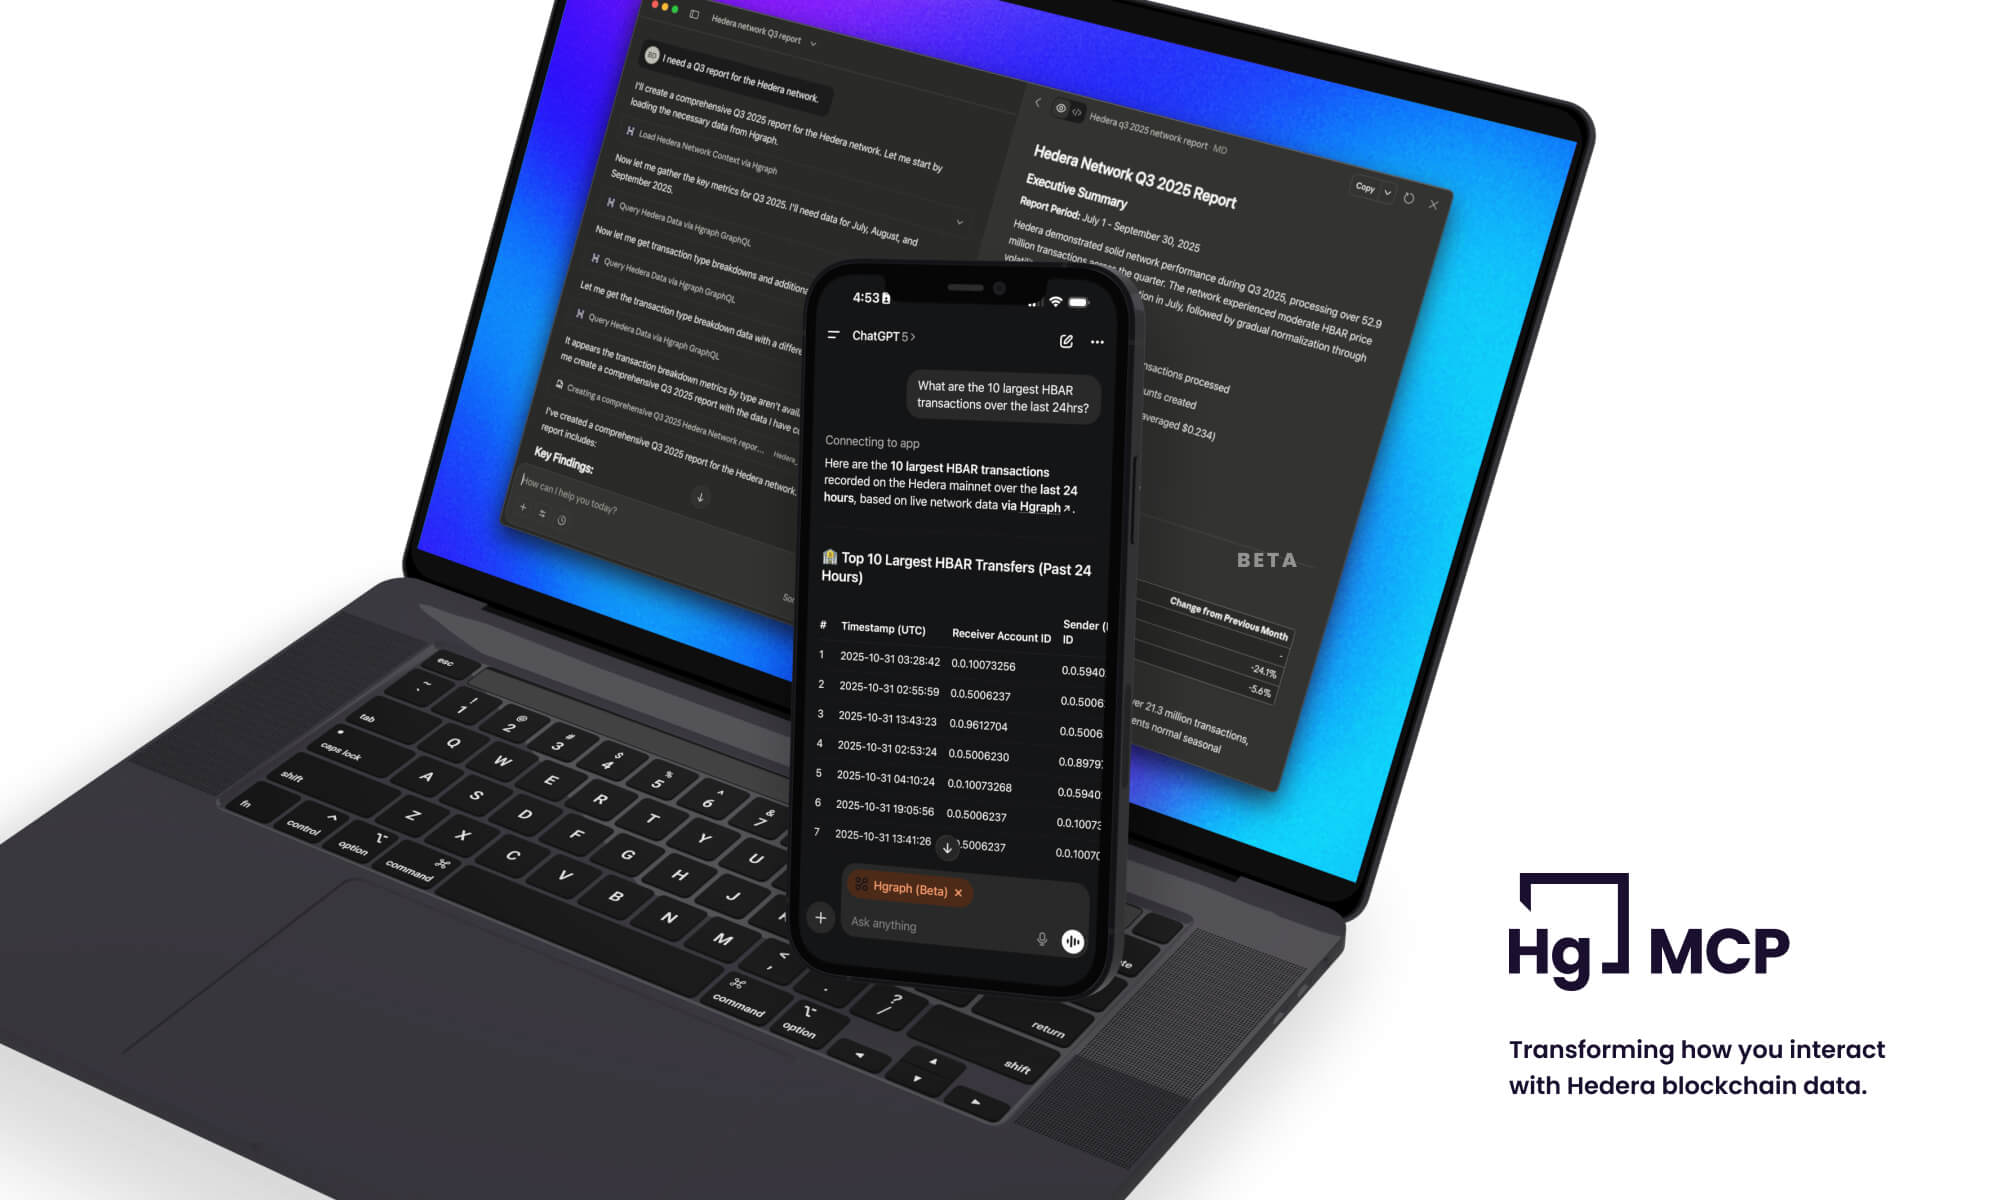 Hedera network Q3 report
BD
I need a Q3 report for the Hedera network.
I'll create a comprehensive Q3 2025 report for the Hedera network. Let me start by
loading the necessary data from Hgraph.
Load Hedera Network Context via Hgraph
Now let me gather the key metrics for Q3 2025. I'll need data for July, August, and
September 2025.
Query Hedera Data via Hgraph GraphQL
Now let me get transaction type breakdowns and additiona
Query Hedera Data via Hgraph GraphQL
Let me get the transaction type breakdown data with a differe
Query Hedera Data via Hgraph GraphQL
It appears the transaction breakdown metrics by type aren't avail
me create a comprehensive Q3 2025 report with the data I have co
Creating a comprehensive Q3 2025 Hedera Network repor... Hedera_
I've created a comprehensive Q3 2025 report for the Hedera network.
report includes:
Key Findings:
How can I help you today?
Hedera q3 2025 network report MD
Copy
Hedera Network Q3 2025 Report
Executive Summary
Report Period: July 1 - September 30, 2025
Hedera demonstrated solid network performance during Q3 2025, processing over 52.9
million transactions across the quarter. The network experienced moderate HBAR price
tion in July, followed by gradual normalization through
nsactions processed
unts created
averaged $0.234)
BETA
Change from Previous Month
-
-24.1%
-5.6%
ver 21.3 million transactions,
ents normal seasonal
4:53
ChatGPT 5 >
What are the 10 largest HBAR
transactions over the last 24hrs?
Connecting to app
Here are the 10 largest HBAR transactions
recorded on the Hedera mainnet over the last 24
hours, based on live network data via Hgraph ↗.
🏦 Top 10 Largest HBAR Transfers (Past 24
Hours)
# Timestamp (UTC) Receiver Account ID Sender (
ID
1 2025-10-31 03:28:42 0.0.10073256 0.0.5940
2 2025-10-31 02:55:59 0.0.5006237 0.0.5006
3 2025-10-31 13:43:23 0.0.9612704 0.0.5006
4 2025-10-31 02:53:24 0.0.5006230 0.0.8979
5 2025-10-31 04:10:24 0.0.10073268 0.0.5940
6 2025-10-31 19:05:56 0.0.5006237 0.0.10073
7 2025-10-31 13:41:26 .5006237 0.0.10070
Hgraph (Beta) ×
Ask anything
esc
~
! 1 @ 2 # 3 $ 4 % 5 ^ 6 & 7
tab Q W E R T Y U
caps lock A S D F G H J K
shift Z X C V B N M < , . ? / shift
fn control option command command option
return
Hg MCP
Transforming how you interact
with Hedera blockchain data.